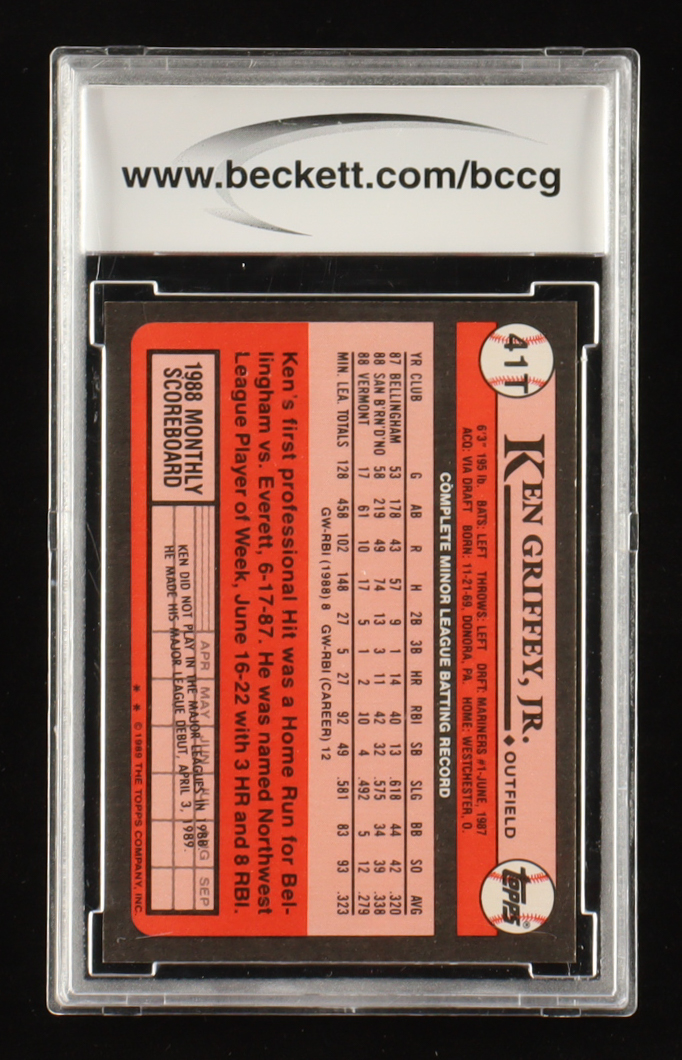 www.beckett.com/bccg
41T
KEN GRIFFEY, JR. ♦ OUTFIELD
topps®
6'3" 195 lb. BATS: LEFT THROWS: LEFT DRFT: MARINERS #1-JUNE, 1987
ACQ: VIA DRAFT BORN: 11-21-69, DONORA, PA. HOME: WESTCHESTER, O.
COMPLETE MINOR LEAGUE BATTING RECORD
YR CLUB G AB R H 2B 3B HR RBI SB SLG BB SO AVG
87 BELLINGHAM 53 178 43 57 9 1 14 40 13 .618 44 42 .320
88 SAN B'RN'D'NO 58 219 49 74 13 3 11 42 32 .575 34 39 .338
88 VERMONT 17 61 10 17 5 1 2 10 4 .492 5 12 .279
MIN. LEA. TOTALS 128 458 102 148 27 5 27 92 49 .581 83 93 .323
GW-RBI (1988) 8 GW-RBI (CAREER) 12
Ken's first professional Hit was a Home Run for Bel-
lingham vs. Everett, 6-17-87. He was named Northwest
League Player of Week, June 16-22 with 3 HR and 8 RBI.
1988 MONTHLY
SCOREBOARD
APR MAY JUN JUL AUG SEP
KEN DID NOT PLAY IN THE MAJOR LEAGUES IN 1988.
HE MADE HIS MAJOR LEAGUE DEBUT, APRIL 3, 1989.
* * © 1989 THE TOPPS COMPANY, INC.